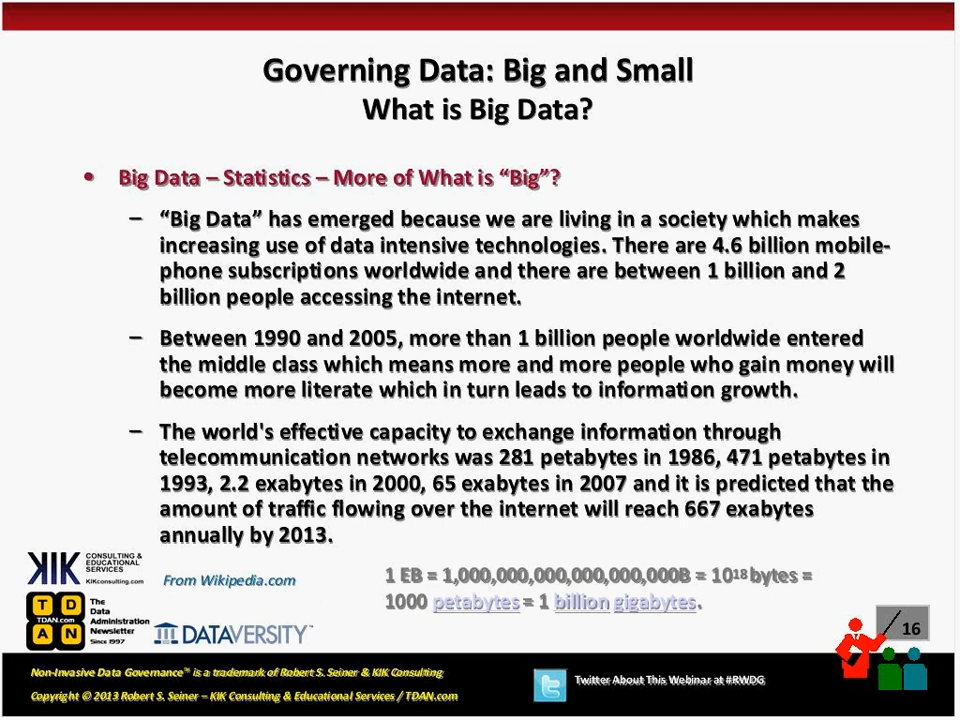 Governing Data: Big and Small
What is Big Data?
• Big Data – Statistics – More of What is “Big”?
– “Big Data” has emerged because we are living in a society which makes
increasing use of data intensive technologies. There are 4.6 billion mobile-
phone subscriptions worldwide and there are between 1 billion and 2
billion people accessing the internet.
– Between 1990 and 2005, more than 1 billion people worldwide entered
the middle class which means more and more people who gain money will
become more literate which in turn leads to information growth.
– The world's effective capacity to exchange information through
telecommunication networks was 281 petabytes in 1986, 471 petabytes in
1993, 2.2 exabytes in 2000, 65 exabytes in 2007 and it is predicted that the
amount of traffic flowing over the internet will reach 667 exabytes
annually by 2013.
KIK CONSULTING &
EDUCATIONAL
SERVICES
KIKconsulting.com
From Wikipedia.com
1 EB = 1,000,000,000,000,000,000B = 10¹⁸ bytes =
1000 petabytes = 1 billion gigabytes.
T D
TDAN.com
A N
The
Data
Administration
Newsletter
Since 1997
DATAVERSITY™
16
Non-Invasive Data Governance™ is a trademark of Robert S. Seiner & KIK Consulting
Copyright © 2013 Robert S. Seiner – KIK Consulting & Educational Services / TDAN.com
Twitter About This Webinar at #RWDG